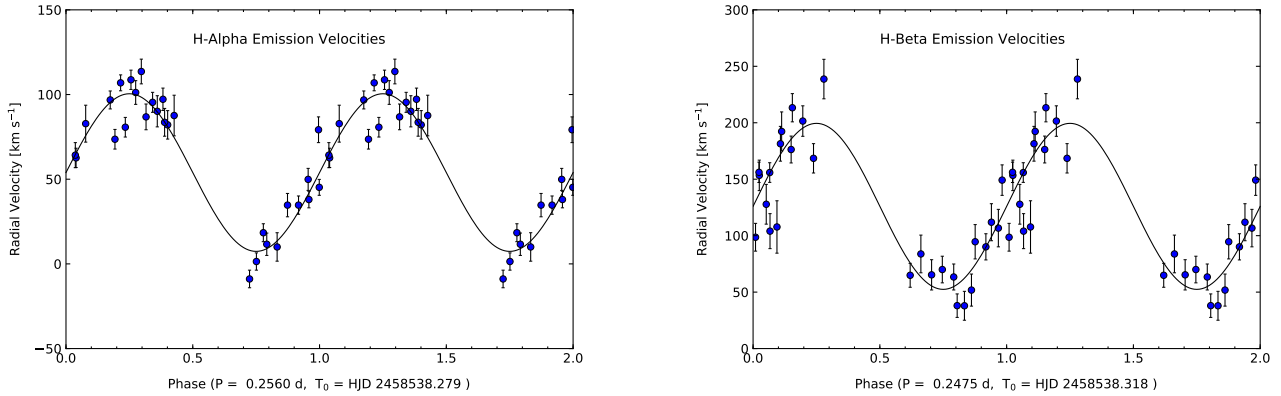 H-Alpha Emission Velocities
Radial Velocity [km s⁻¹]
150
100
50
0
−50
0.0 0.5 1.0 1.5 2.0
Phase (P = 0.2560 d, T₀ = HJD 2458538.279 )
H-Beta Emission Velocities
Radial Velocity [km s⁻¹]
300
250
200
150
100
50
0
0.0 0.5 1.0 1.5 2.0
Phase (P = 0.2475 d, T₀ = HJD 2458538.318 )